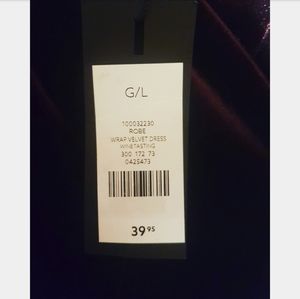 G/L
100032230
ROBE
WRAP VELVET DRESS
WINETASTING
300 172 73
0425473
39 95